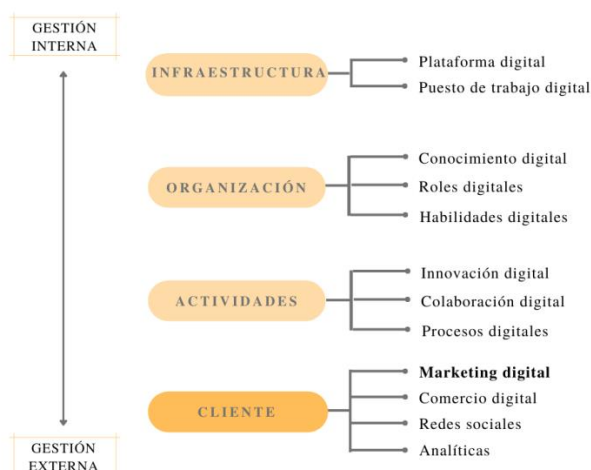 GESTIÓN
INTERNA
INFRAESTRUCTURA
Plataforma digital
Puesto de trabajo digital
ORGANIZACIÓN
Conocimiento digital
Roles digitales
Habilidades digitales
ACTIVIDADES
Innovación digital
Colaboración digital
Procesos digitales
CLIENTE
Marketing digital
Comercio digital
Redes sociales
Analíticas
GESTIÓN
EXTERNA